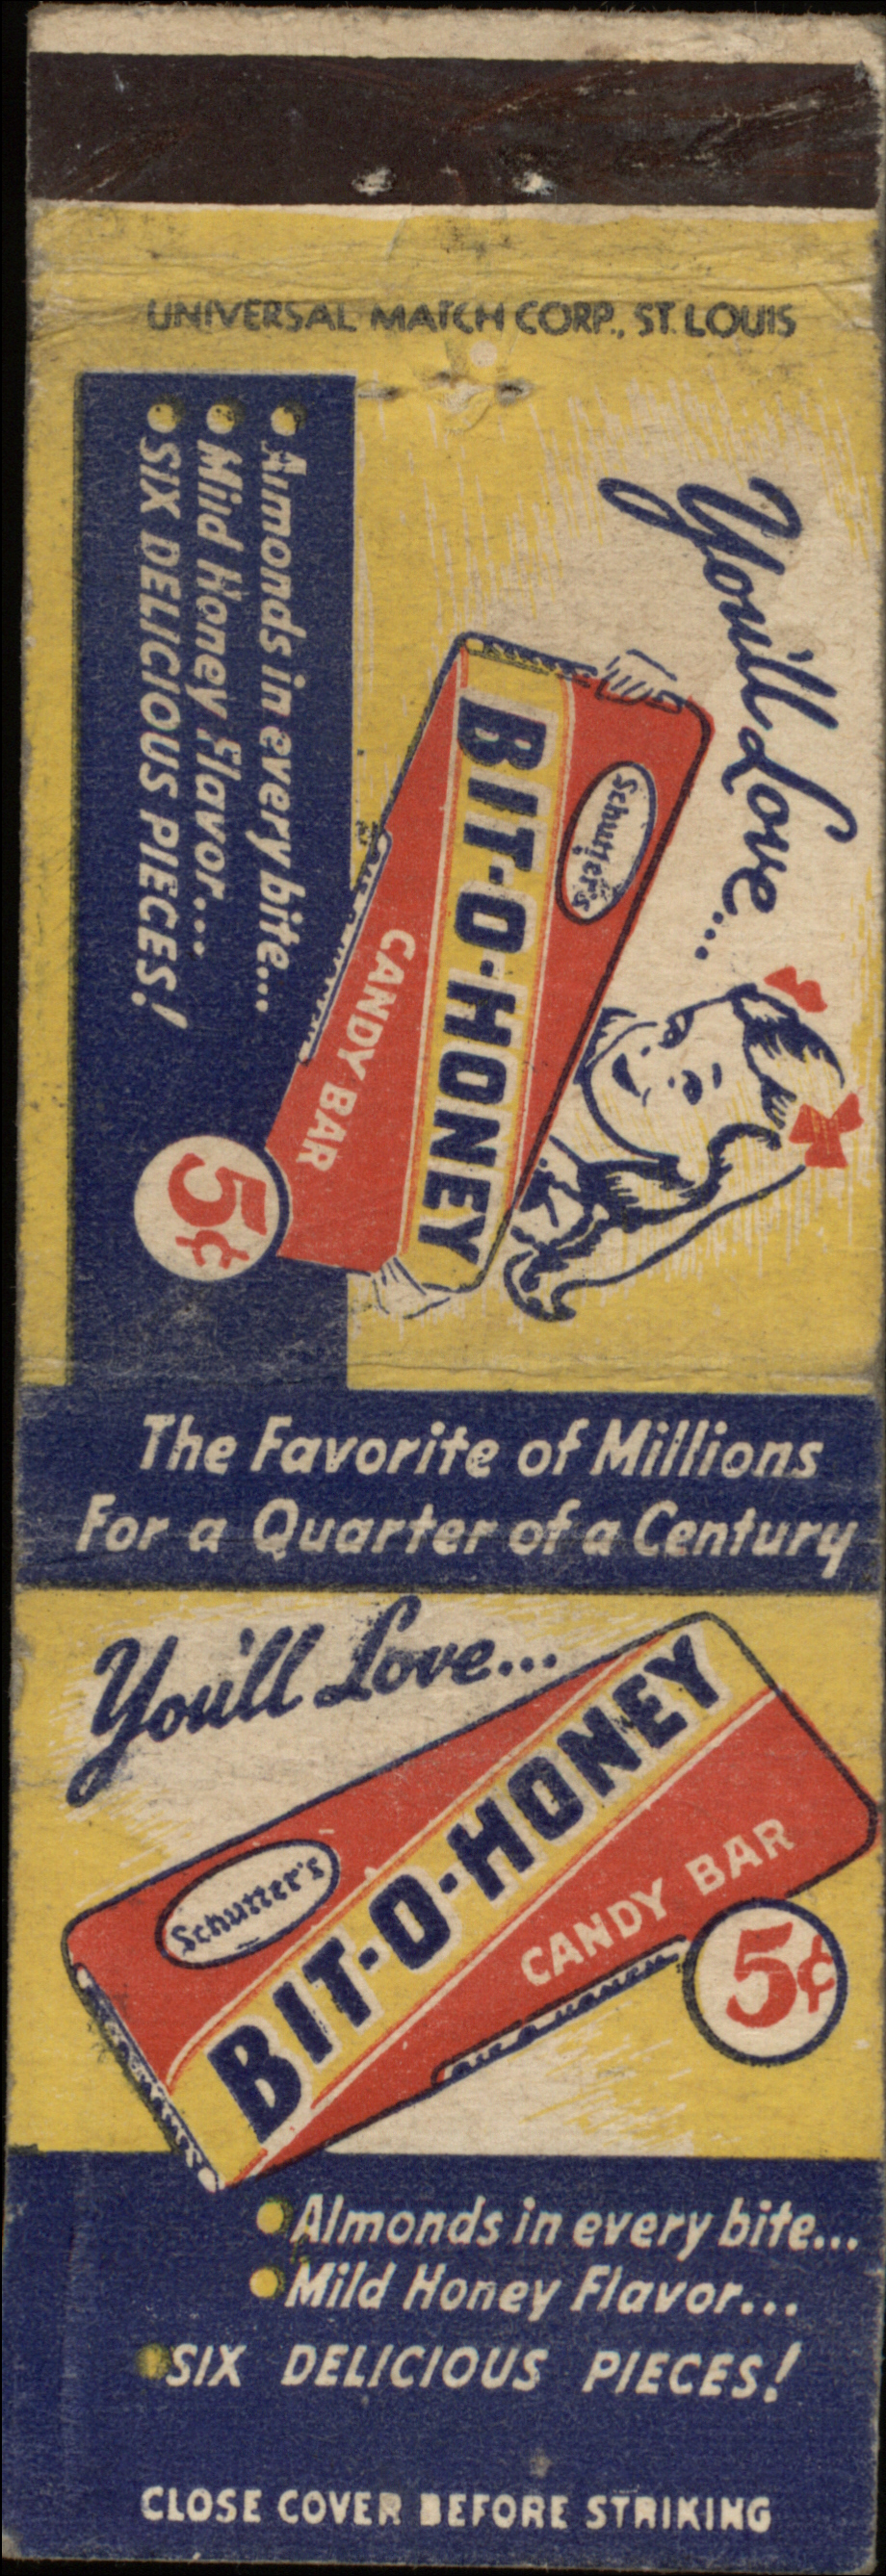 UNIVERSAL MATCH CORP., ST. LOUIS
You'll Love...
Schutter's
BIT-O-HONEY
CANDY BAR
5¢
• Almonds in every bite...
• Mild Honey Flavor...
• SIX DELICIOUS PIECES!
The Favorite of Millions
For a Quarter of a Century
You'll Love...
Schutter's
BIT-O-HONEY
CANDY BAR
5¢
• Almonds in every bite...
• Mild Honey Flavor...
• SIX DELICIOUS PIECES!
CLOSE COVER BEFORE STRIKING